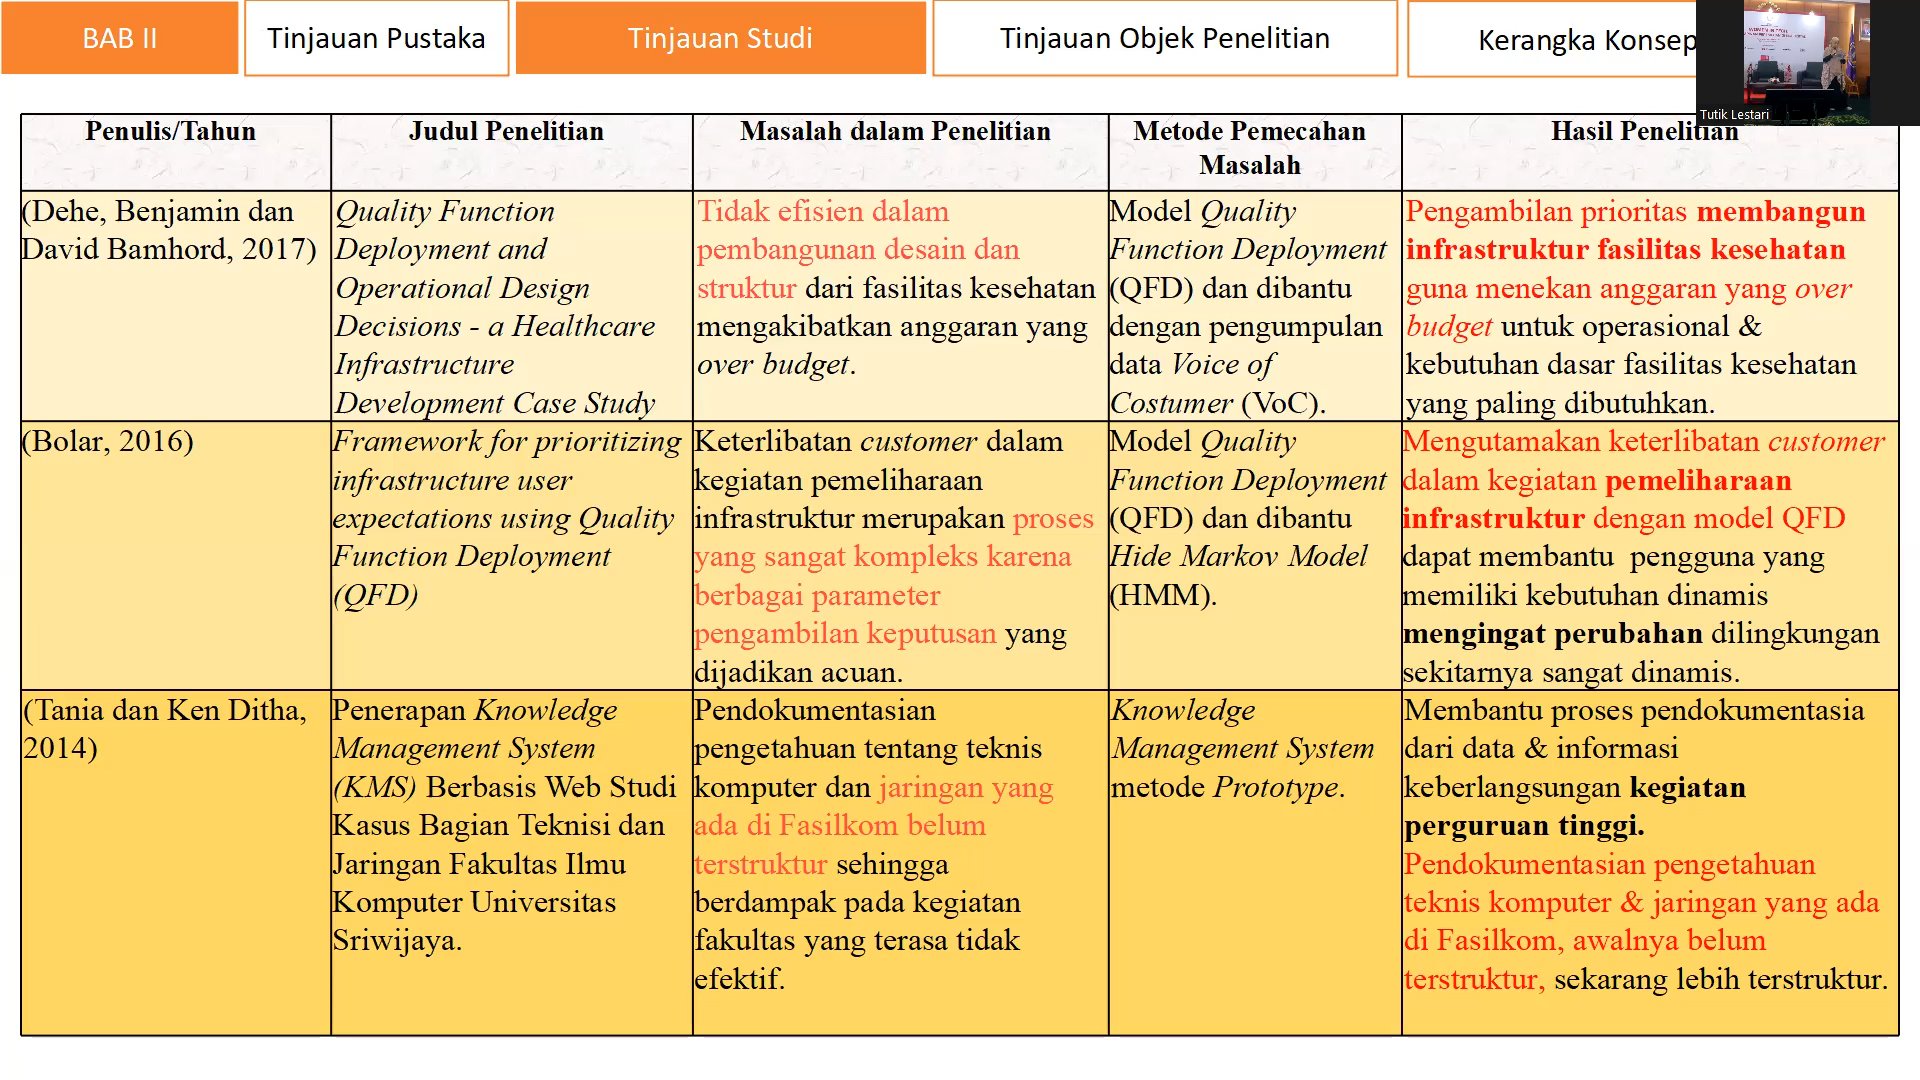 BAB II
Tinjauan Pustaka
Tinjauan Studi
Tinjauan Objek Penelitian
Kerangka Konsep
Tutik Lestari
Penulis/Tahun
Judul Penelitian
Masalah dalam Penelitian
Metode Pemecahan
Masalah
Hasil Penelitian
(Dehe, Benjamin dan
David Bamhord, 2017)
Quality Function
Deployment and
Operational Design
Decisions - a Healthcare
Infrastructure
Development Case Study
Tidak efisien dalam
pembangunan desain dan
struktur dari fasilitas kesehatan
mengakibatkan anggaran yang
over budget.
Model Quality
Function Deployment
(QFD) dan dibantu
dengan pengumpulan
data Voice of
Costumer (VoC).
Pengambilan prioritas membangun
infrastruktur fasilitas kesehatan
guna menekan anggaran yang over
budget untuk operasional &
kebutuhan dasar fasilitas kesehatan
yang paling dibutuhkan.
(Bolar, 2016)
Framework for prioritizing
infrastructure user
expectations using Quality
Function Deployment
(QFD)
Keterlibatan customer dalam
kegiatan pemeliharaan
infrastruktur merupakan proses
yang sangat kompleks karena
berbagai parameter
pengambilan keputusan yang
dijadikan acuan.
Model Quality
Function Deployment
(QFD) dan dibantu
Hide Markov Model
(HMM).
Mengutamakan keterlibatan customer
dalam kegiatan pemeliharaan
infrastruktur dengan model QFD
dapat membantu pengguna yang
memiliki kebutuhan dinamis
mengingat perubahan dilingkungan
sekitarnya sangat dinamis.
(Tania dan Ken Ditha,
2014)
Penerapan Knowledge
Management System
(KMS) Berbasis Web Studi
Kasus Bagian Teknisi dan
Jaringan Fakultas Ilmu
Komputer Universitas
Sriwijaya.
Pendokumentasian
pengetahuan tentang teknis
komputer dan jaringan yang
ada di Fasilkom belum
terstruktur sehingga
berdampak pada kegiatan
fakultas yang terasa tidak
efektif.
Knowledge
Management System
metode Prototype.
Membantu proses pendokumentasia
dari data & informasi
keberlangsungan kegiatan
perguruan tinggi.
Pendokumentasian pengetahuan
teknis komputer & jaringan yang ada
di Fasilkom, awalnya belum
terstruktur, sekarang lebih terstruktur.